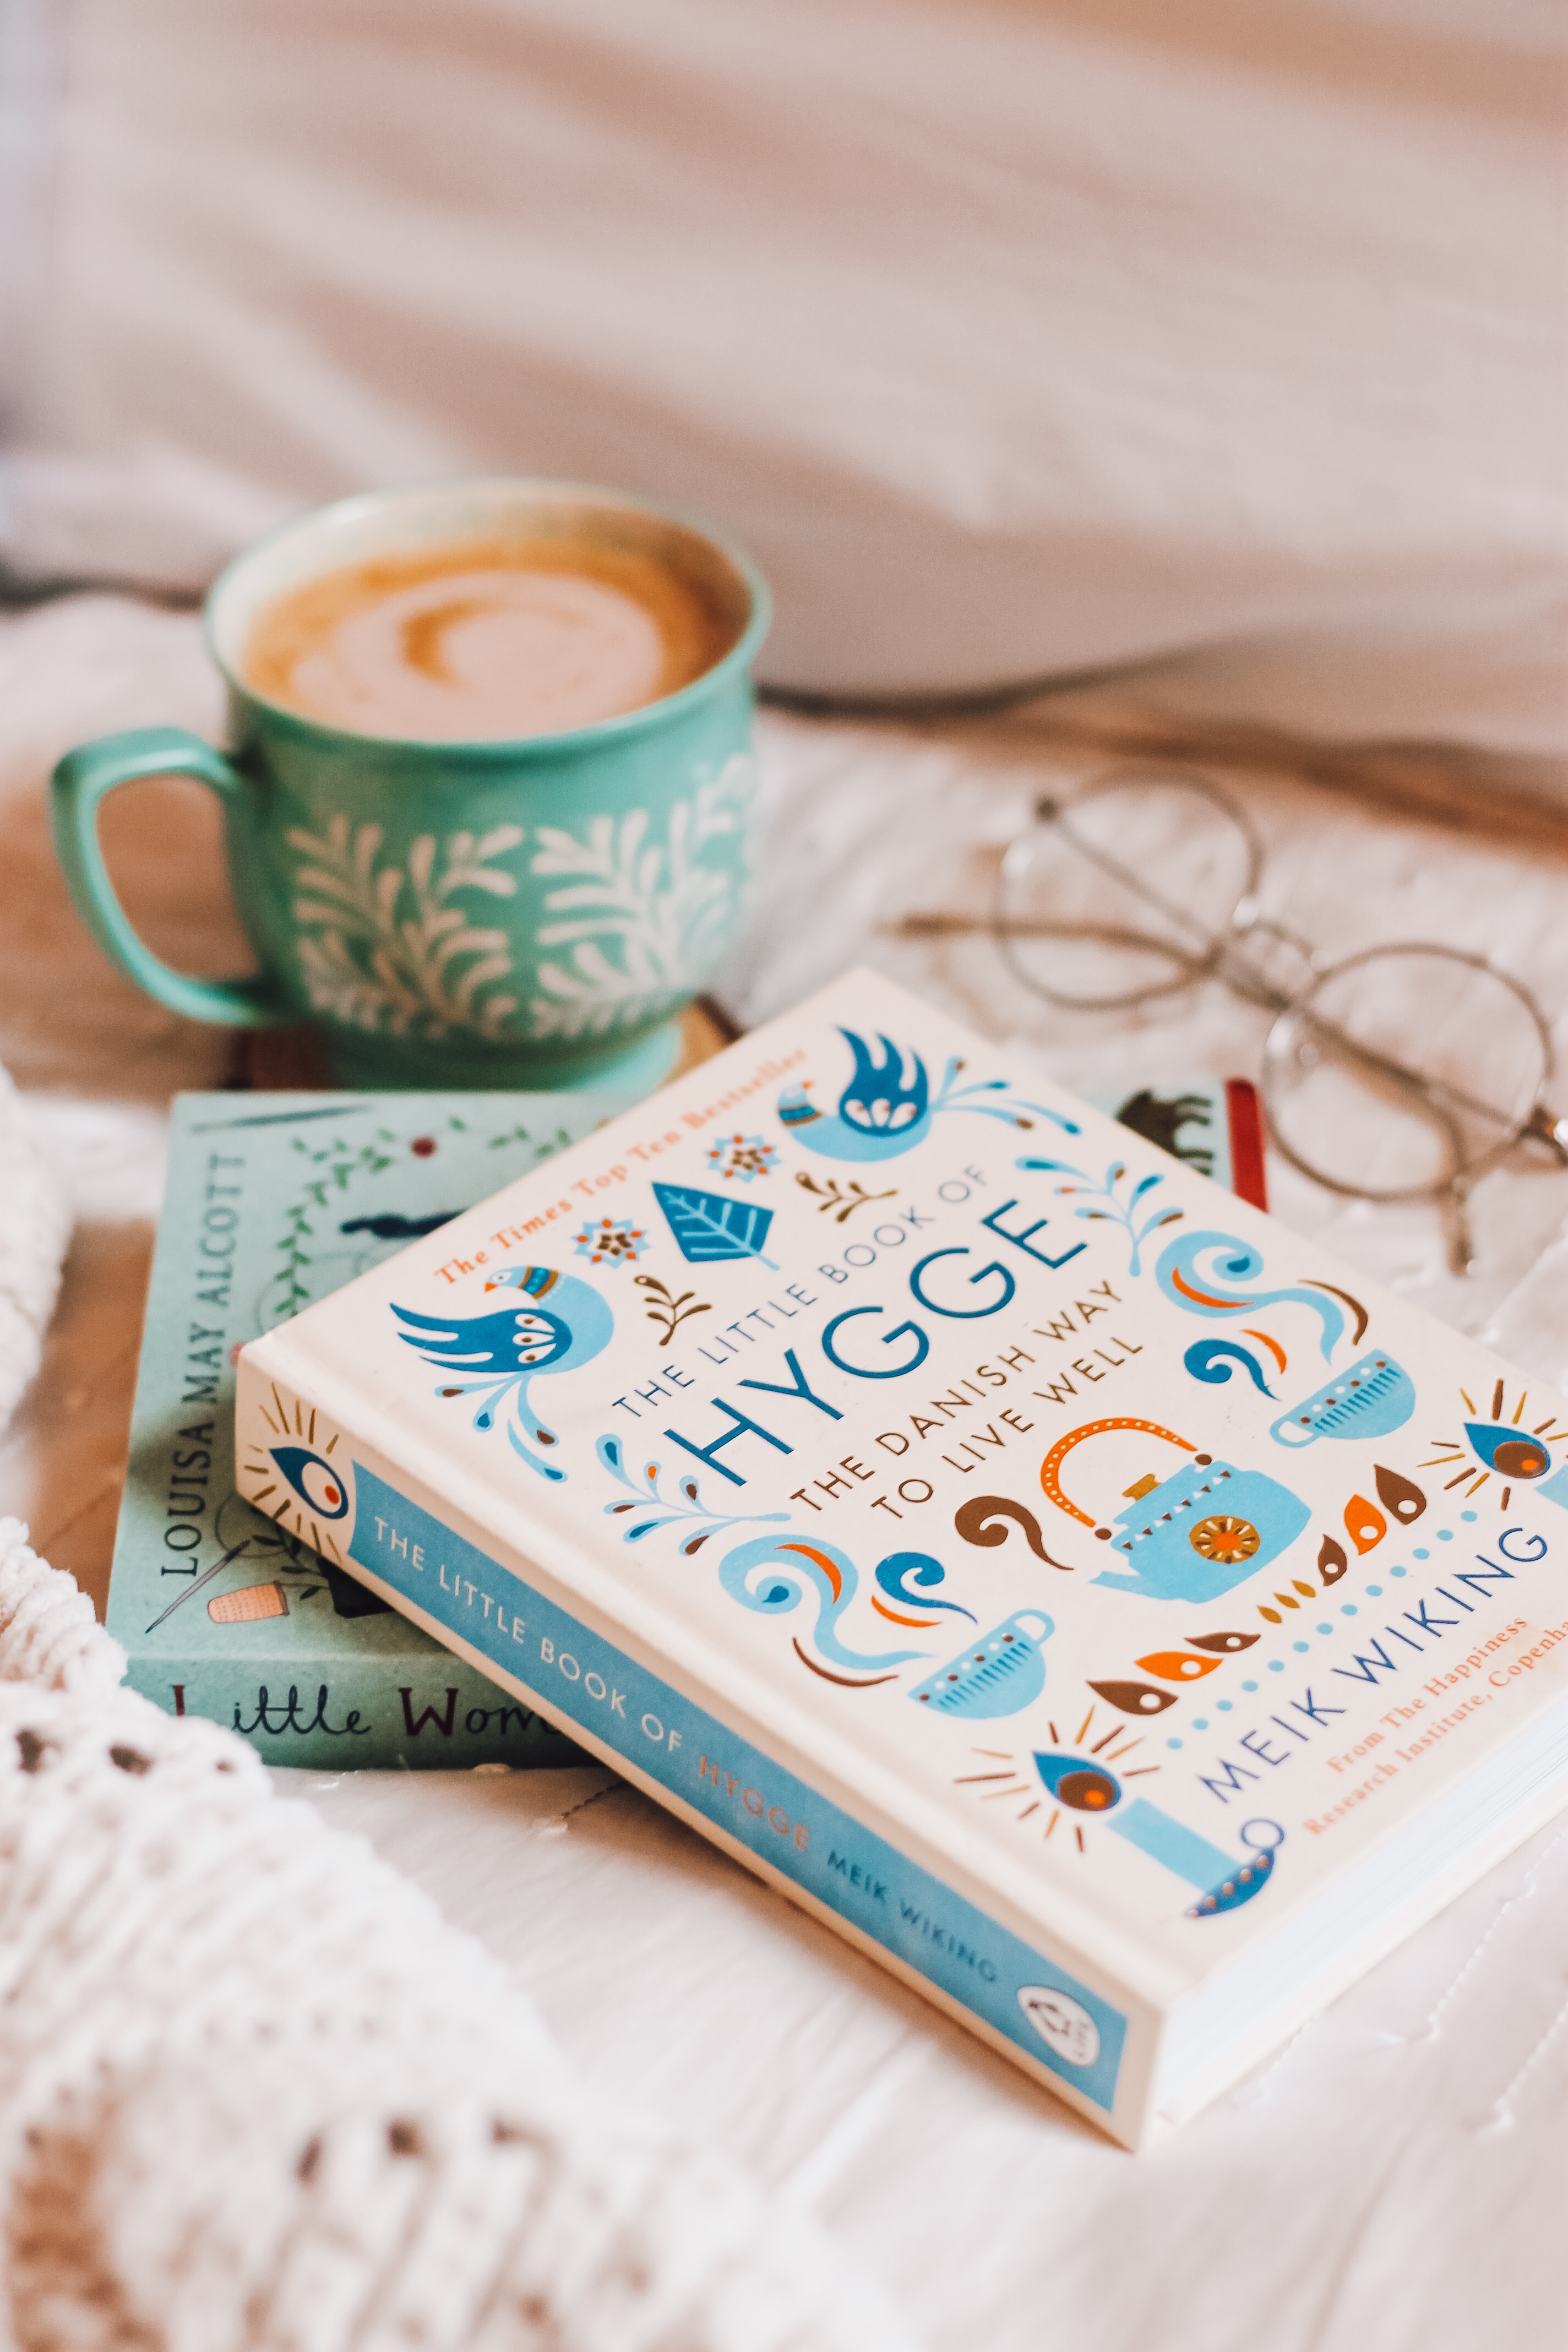 The Times Top Ten Bestseller
THE LITTLE BOOK OF
HYGGE
THE DANISH WAY
TO LIVE WELL
MEIK WIKING
From The Happiness
Research Institute,
THE LITTLE BOOK OF HYGGE MEIK WIKING
LOUISA MAY ALCOTT
Little